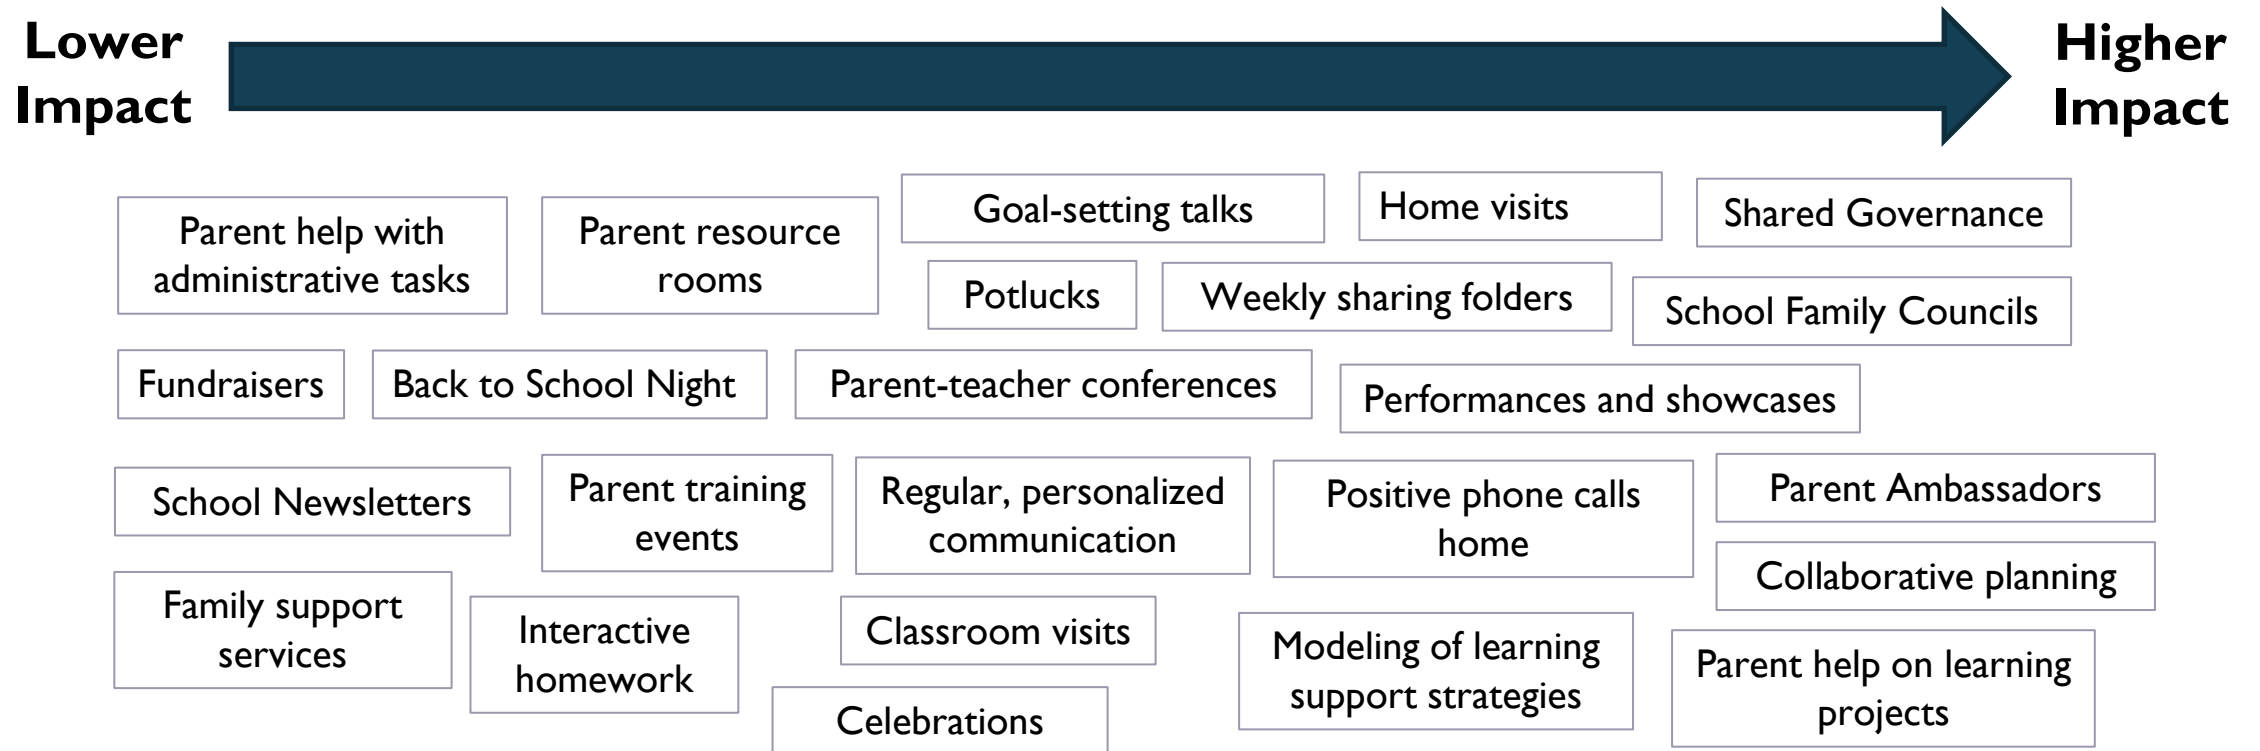 Lower
Impact
Higher
Impact
Parent help with
administrative tasks
Parent resource
rooms
Goal-setting talks
Home visits
Shared Governance
Potlucks
Weekly sharing folders
School Family Councils
Fundraisers
Back to School Night
Parent-teacher conferences
Performances and showcases
School Newsletters
Parent training
events
Regular, personalized
communication
Positive phone calls
home
Parent Ambassadors
Collaborative planning
Family support
services
Interactive
homework
Classroom visits
Modeling of learning
support strategies
Parent help on learning
projects
Celebrations